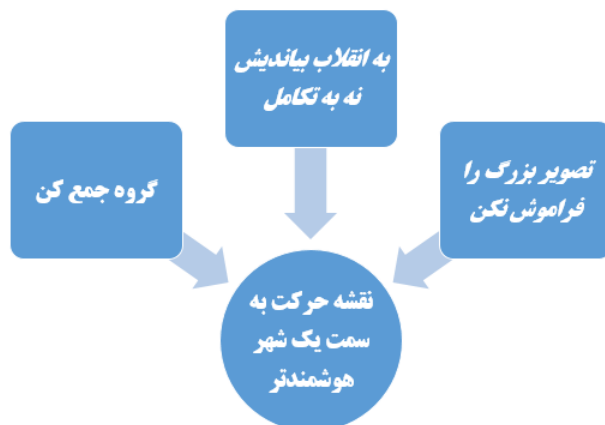 به انقلاب بیاندیش
نه به تکامل
تصویر بزرگ را
فراموش نکن
گروه جمع کن
نقشه حرکت به
سمت یک شهر
هوشمندتر